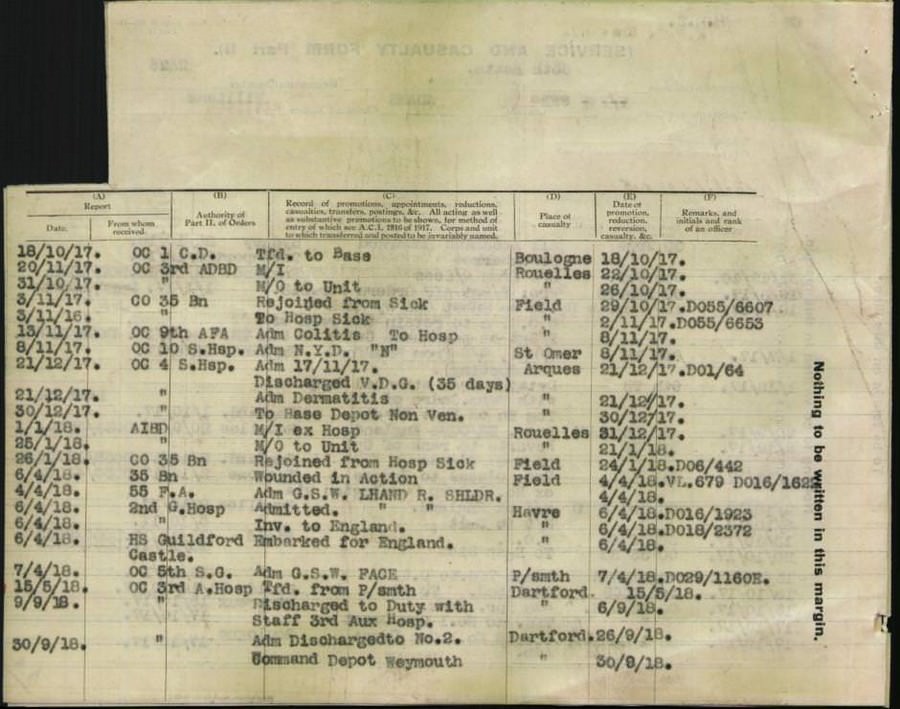 (SERVICE AND CASUALTY FORM Part II).
(A) (B) (C) (D) (E) (F)
Report Authority of Part II. of Orders Record of promotions, appointments, reductions, casualties, transfers, postings, &c. All acting as well as substantive promotions to be shown, for method of entry of which see A.C.I. 1816 of 1917. Corps and unit to which transferred and posted to be invariably named. Place of casualty Date of promotion, reduction, reversion, casualty, &c. Remarks, and initials and rank of an officer
Date. From whom received
18/10/17. OC 1 C.D. Tfd. to Base Boulogne 18/10/17.
20/11/17. OC 3rd ADBD M/I Rouelles 22/10/17.
31/10/17. " M/O to Unit " 26/10/17.
3/11/17. CO 35 Bn Rejoined from Sick Field 29/10/17.DO55/6607
3/11/16. " To Hosp Sick " 2/11/17.DO55/6653
13/11/17. OC 9th AFA Adm Colitis To Hosp " 8/11/17.
8/11/17. OC 10 S.Hsp. Adm N.Y.D. "N" St Omer 8/11/17.
21/12/17. OC 4 S.Hsp. Adm 17/11/17. Arques 21/12/17.DO1/64
Discharged V.D.G. (35 days)
21/12/17. " Adm Dermatitis " 21/12/17.
30/12/17. " To Base Depot Non Ven. " 30/12/17.
1/1/18. AIBD M/I ex Hosp Rouelles 31/12/17.
25/1/18. " M/O to Unit " 21/1/18.
26/1/18. CO 35 Bn Rejoined from Hosp Sick Field 24/1/18.DO6/442
6/4/18. 35 Bn Wounded in Action Field 4/4/18.VL.679 DO16/1622
4/4/18. 55 F.A. Adm G.S.W. LHAND R. SHLDR. 4/4/18.
6/4/18. 2nd G.Hosp Admitted. " " Havre 6/4/18.DO16/1923
6/4/18. " Inv. to England. " 6/4/18.DO18/2372
6/4/18. HS Guildford Embarked for England. " 6/4/18.
Castle.
7/4/18. OC 5th S.G. Adm G.S.W. FACE P/smth 7/4/18.DO29/1160E.
15/5/18. OC 3rd A.Hosp Tfd. from P/smth Dartford 15/5/18.
9/9/18. " Discharged to Duty with " 6/9/18.
Staff 3rd Aux Hosp.
30/9/18. " Adm Dischargedto No.2. Dartford.26/9/18.
Command Depot Weymouth " 30/9/18.
Nothing to be written in this margin.